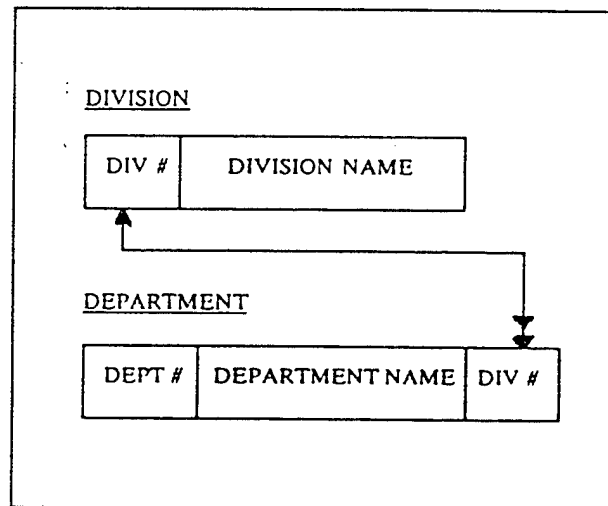 DIVISION
DIV # DIVISION NAME
DEPARTMENT
DEPT # DEPARTMENT NAME DIV #